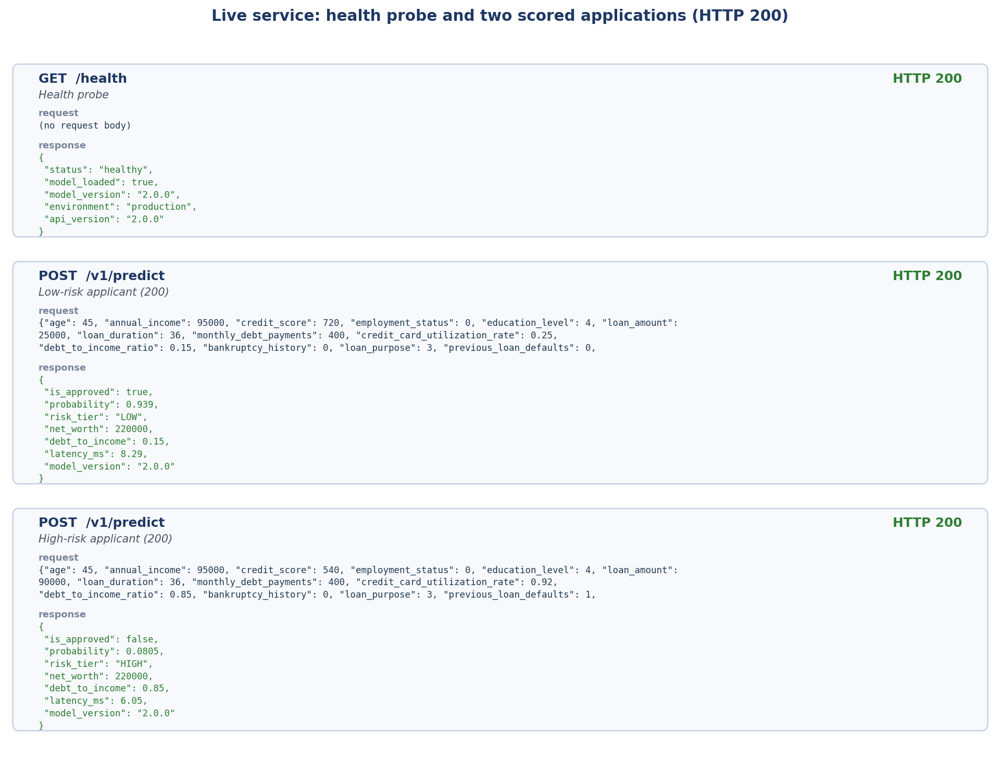 Live service: health probe and two scored applications (HTTP 200)
GET  /health
HTTP 200
Health probe
request
(no request body)
response
{
 "status": "healthy",
 "model_loaded": true,
 "model_version": "2.0.0",
 "environment": "production",
 "api_version": "2.0.0"
}
POST  /v1/predict
HTTP 200
Low-risk applicant (200)
request
{"age": 45, "annual_income": 95000, "credit_score": 720, "employment_status": 0, "education_level": 4, "loan_amount":
25000, "loan_duration": 36, "monthly_debt_payments": 400, "credit_card_utilization_rate": 0.25,
"debt_to_income_ratio": 0.15, "bankruptcy_history": 0, "loan_purpose": 3, "previous_loan_defaults": 0,
response
{
 "is_approved": true,
 "probability": 0.939,
 "risk_tier": "LOW",
 "net_worth": 220000,
 "debt_to_income": 0.15,
 "latency_ms": 8.29,
 "model_version": "2.0.0"
}
POST  /v1/predict
HTTP 200
High-risk applicant (200)
request
{"age": 45, "annual_income": 95000, "credit_score": 540, "employment_status": 0, "education_level": 4, "loan_amount":
90000, "loan_duration": 36, "monthly_debt_payments": 400, "credit_card_utilization_rate": 0.92,
"debt_to_income_ratio": 0.85, "bankruptcy_history": 0, "loan_purpose": 3, "previous_loan_defaults": 1,
response
{
 "is_approved": false,
 "probability": 0.0805,
 "risk_tier": "HIGH",
 "net_worth": 220000,
 "debt_to_income": 0.85,
 "latency_ms": 6.05,
 "model_version": "2.0.0"
}